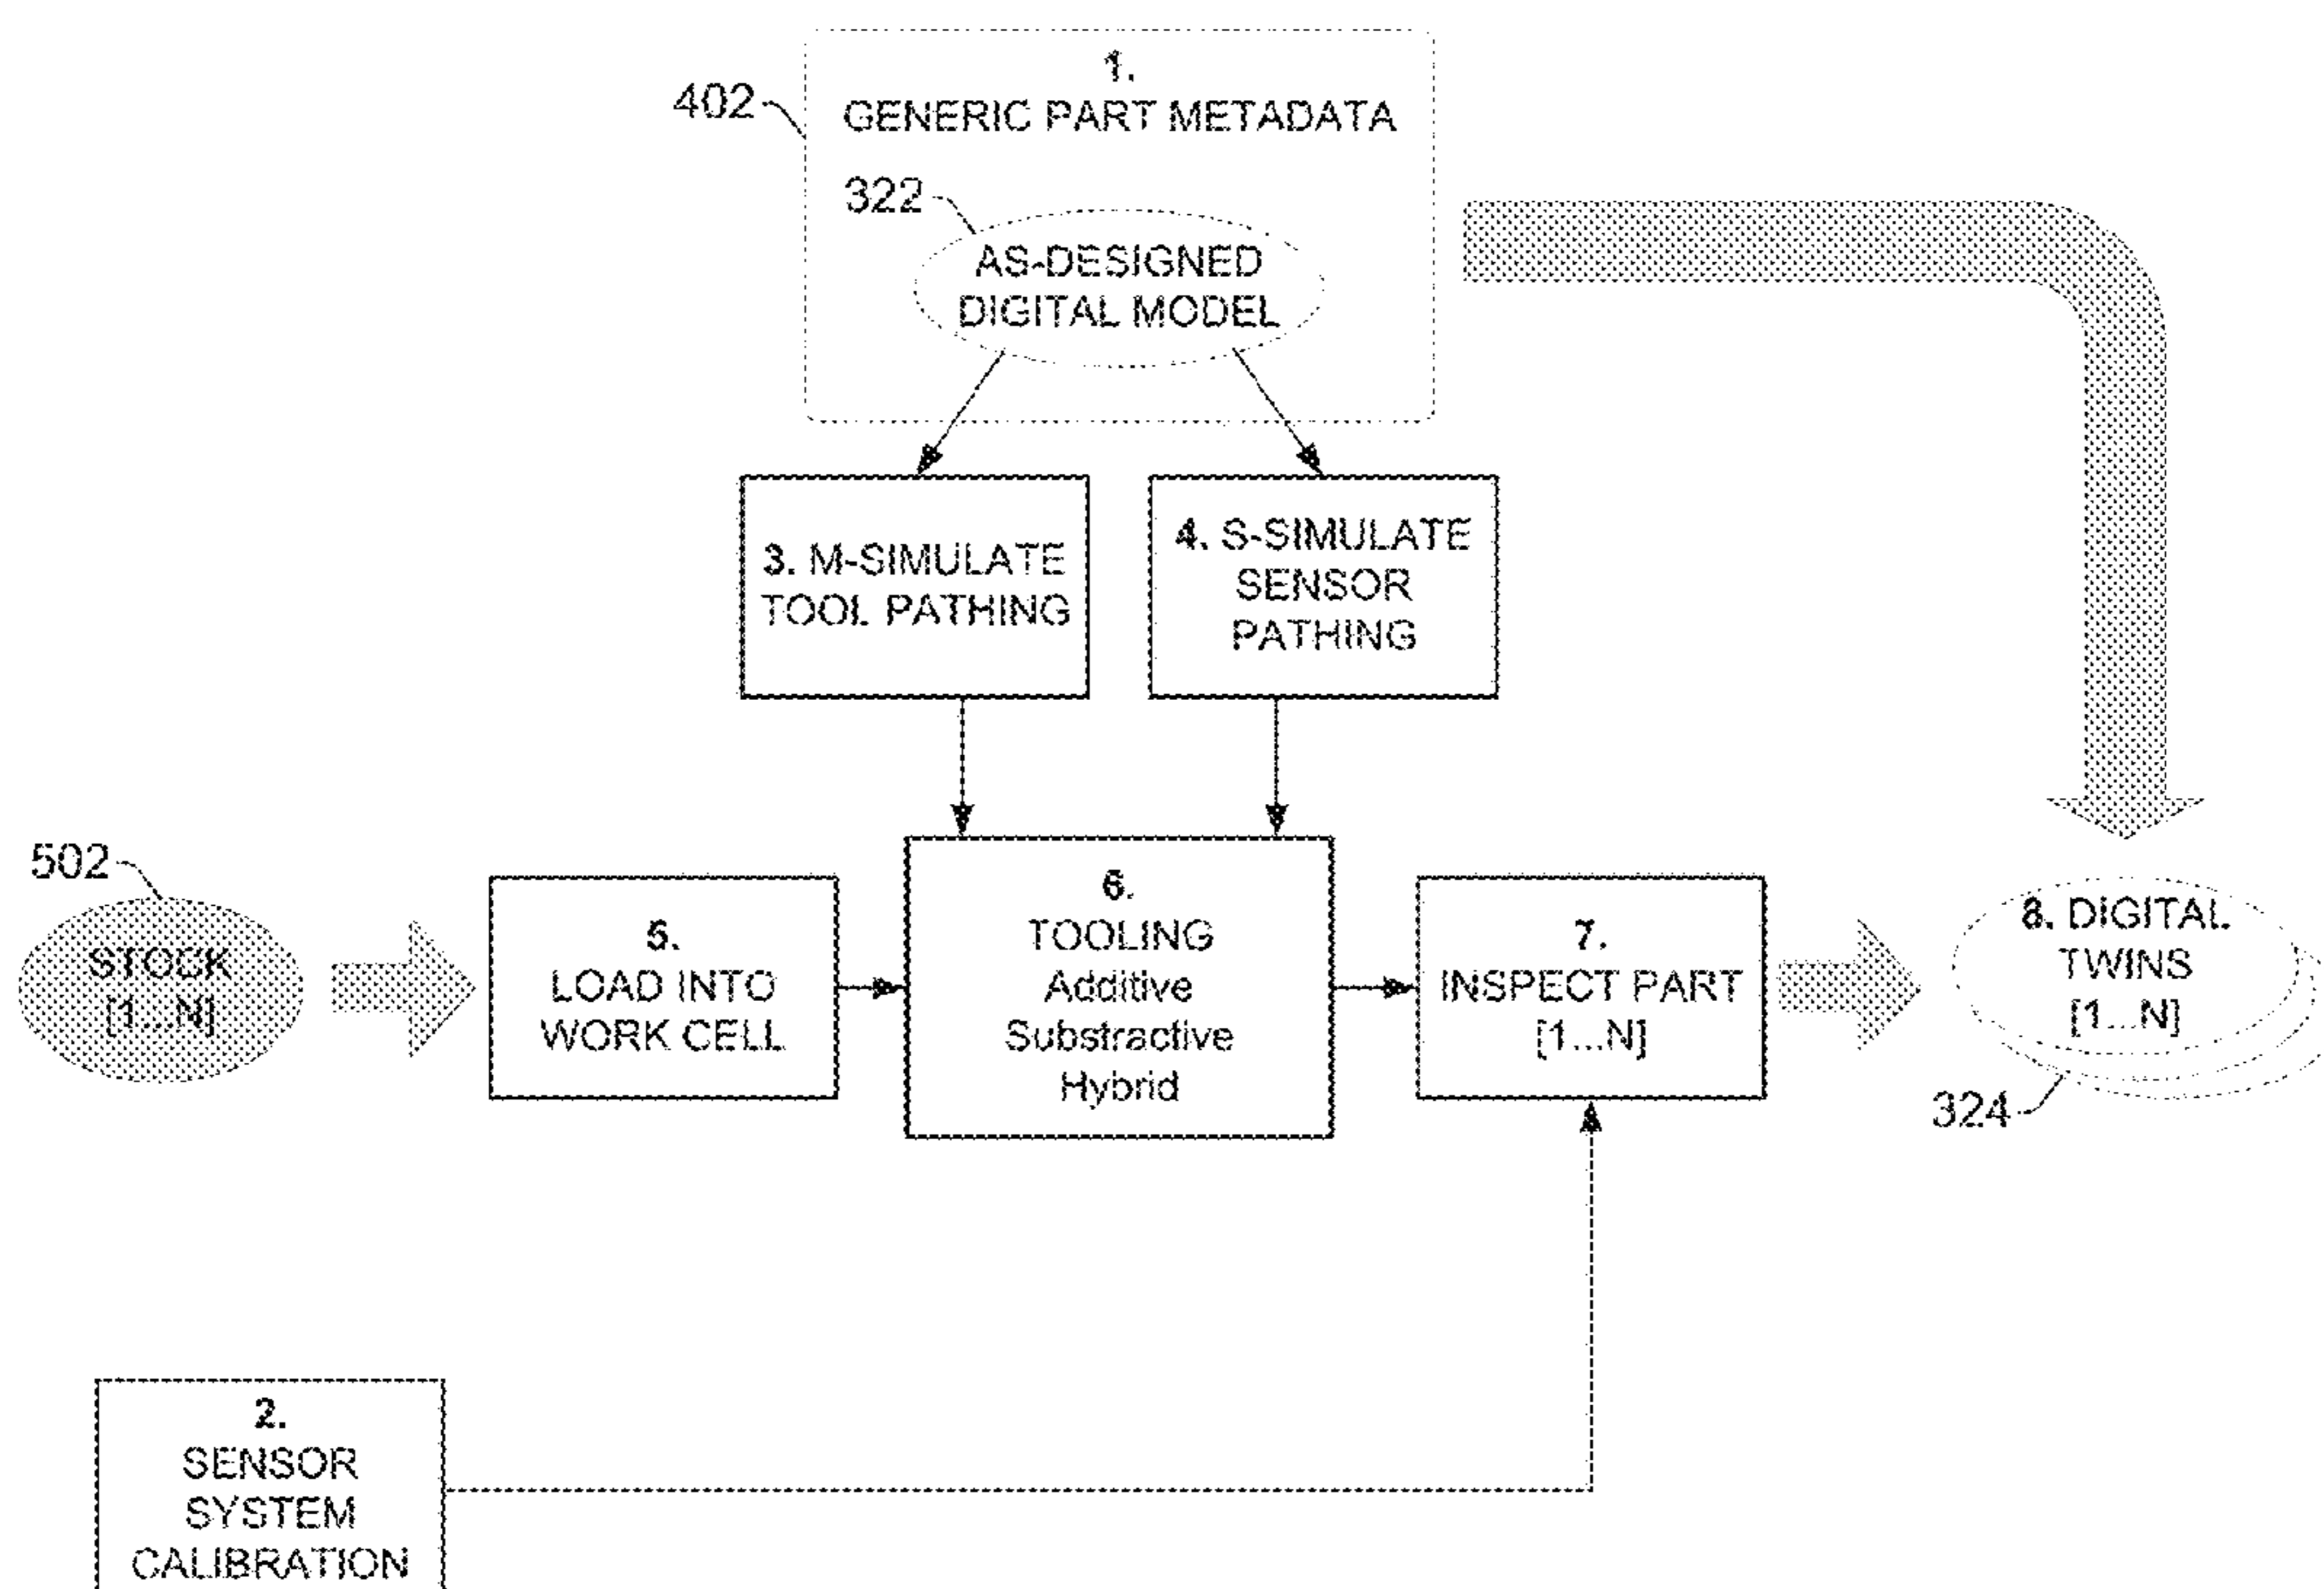 1.
402
GENERIC PART METADATA
322
AS-DESIGNED
DIGITAL MODEL
3. M-SIMULATE
TOOL PATHING
4. S-SIMULATE
SENSOR
PATHING
502
STOCK
[1...N]
5.
LOAD INTO
WORK CELL
6.
TOOLING
Additive
Substractive
Hybrid
7.
INSPECT PART
[1...N]
8. DIGITAL
TWINS
[1...N]
324
2.
SENSOR
SYSTEM
CALIBRATION